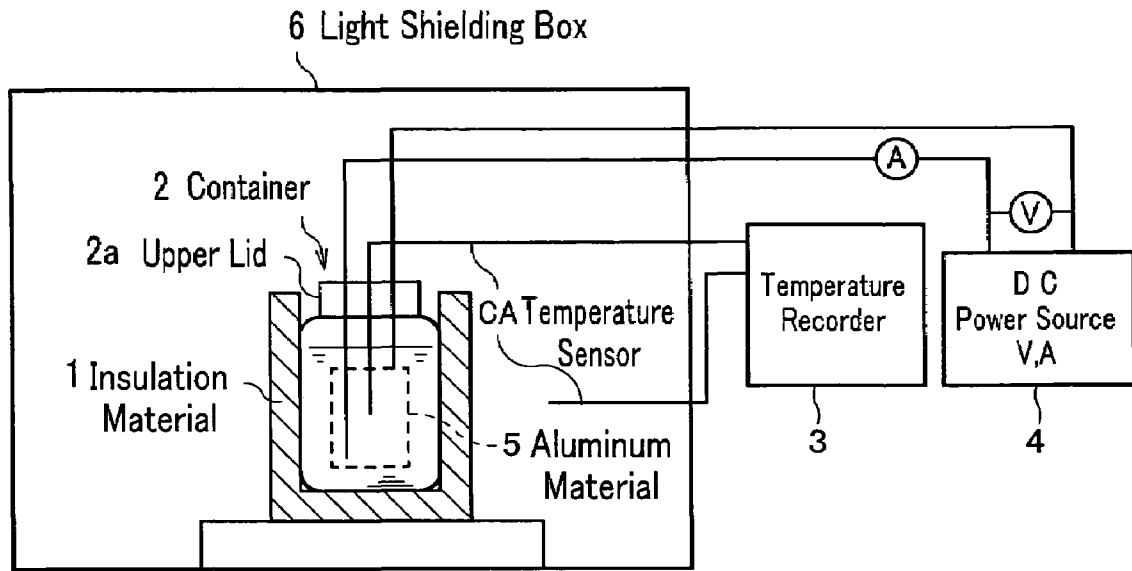 6 Light Shielding Box
A
2 Container
V
2a Upper Lid
CA Temperature
Sensor
Temperature
Recorder
D C
Power Source
V,A
1 Insulation
Material
3
4
5 Aluminum
Material